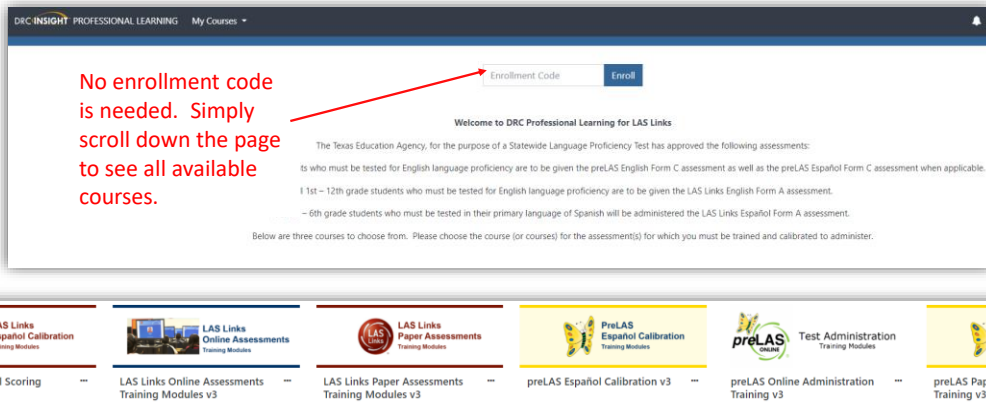 DRC INSIGHT PROFESSIONAL LEARNING My Courses
No enrollment code
is needed. Simply
scroll down the page
to see all available
courses.
Enrollment Code Enroll
Welcome to DRC Professional Learning for LAS Links
The Texas Education Agency, for the purpose of a Statewide Language Proficiency Test has approved the following assessments:
ts who must be tested for English language proficiency are to be given the preLAS English Form C assessment as well as the preLAS Español Form C assessment when applicable.
1st – 12th grade students who must be tested for English language proficiency are to be given the LAS Links English Form A assessment.
– 6th grade students who must be tested in their primary language of Spanish will be administered the LAS Links Español Form A assessment.
Below are three courses to choose from. Please choose the course (or courses) for the assessment(s) for which you must be trained and calibrated to administer.
AS Links
spañol Calibration
ining Modules
LAS Links
Online Assessments
Training Modules
LAS Links
LAS Links
Paper Assessments
Training Modules
PreLAS
Español Calibration
Training Modules
preLAS
ONLINE
Test Administration
Training Modules
Scoring ...
LAS Links Online Assessments ...
Training Modules v3
LAS Links Paper Assessments ...
Training Modules v3
preLAS Español Calibration v3 ...
preLAS Online Administration ...
Training v3
preLAS Pap
Training v3